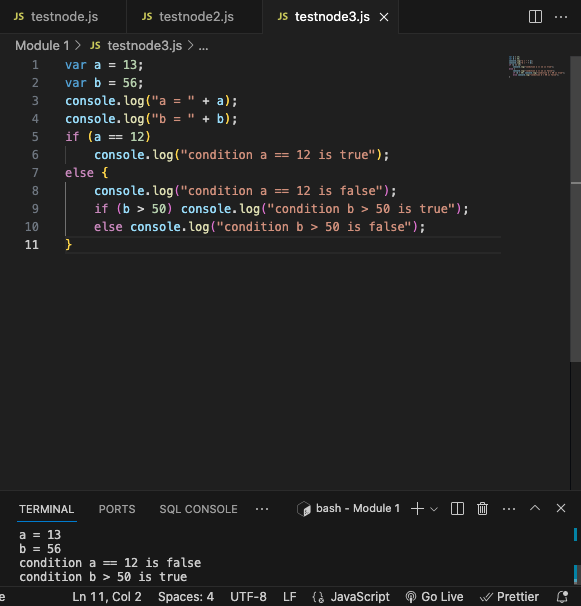 JS testnode.js JS testnode2.js JS testnode3.js
Module 1 > JS testnode3.js > ...
1 var a = 13;
2 var b = 56;
3 console.log("a = " + a);
4 console.log("b = " + b);
5 if (a == 12)
6 console.log("condition a == 12 is true");
7 else {
8 console.log("condition a == 12 is false");
9 if (b > 50) console.log("condition b > 50 is true");
10 else console.log("condition b > 50 is false");
11 }
TERMINAL PORTS SQL CONSOLE ... bash - Module 1
a = 13
b = 56
condition a == 12 is false
condition b > 50 is true
e Ln 11, Col 2 Spaces: 4 UTF-8 LF JavaScript Go Live Prettier